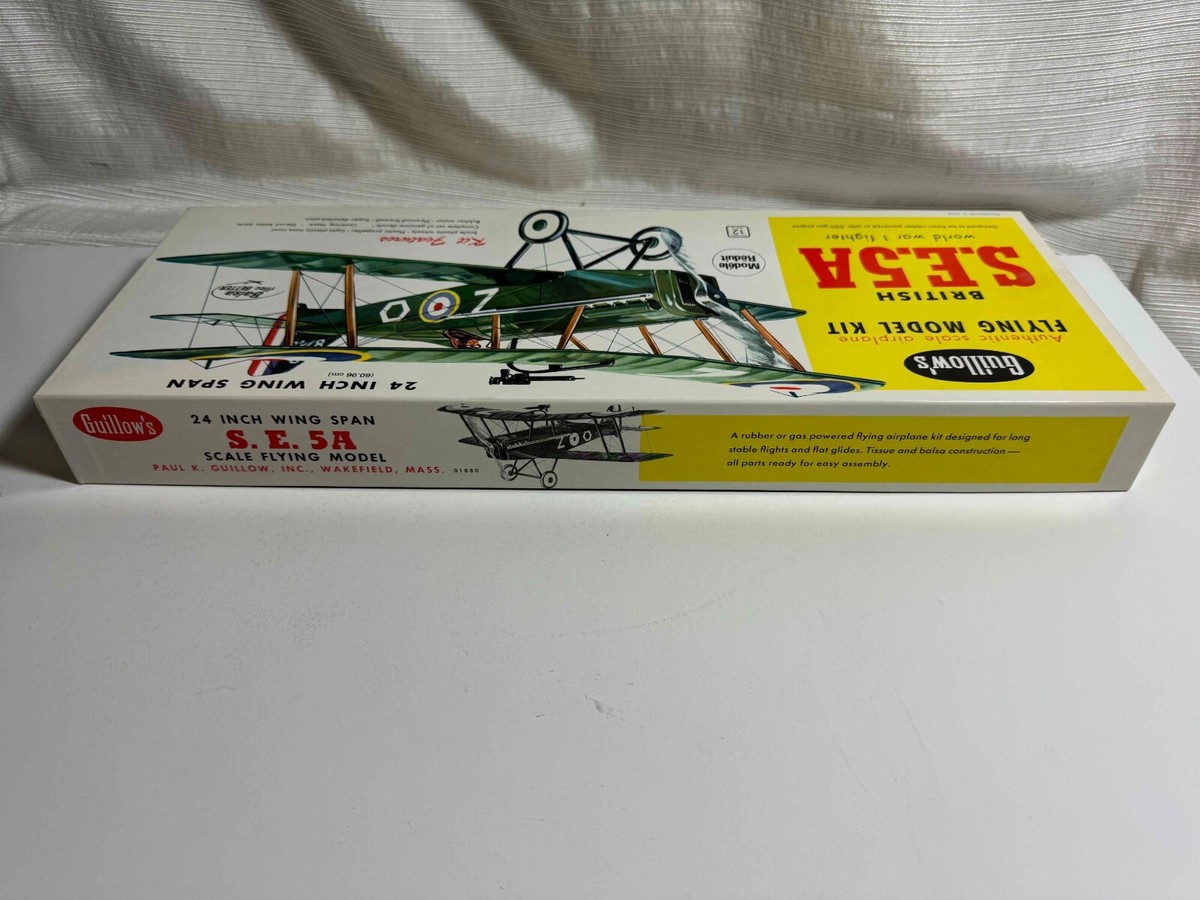 Guillow's
Authentic scale airplane
FLYING MODEL KIT
BRITISH
S.E.5A
world war 1 fighter
Modèle
Réduit
12
Kit Features
24 INCH WING SPAN
(60.96 cm)
Balsa
Z
Guillow's
24 INCH WING SPAN
S. E. 5A
SCALE FLYING MODEL
PAUL K. GUILLOW, INC., WAKEFIELD, MASS. 01880
A rubber or gas powered flying airplane kit designed for long
stable flights and flat glides. Tissue and balsa construction —
all parts ready for easy assembly.